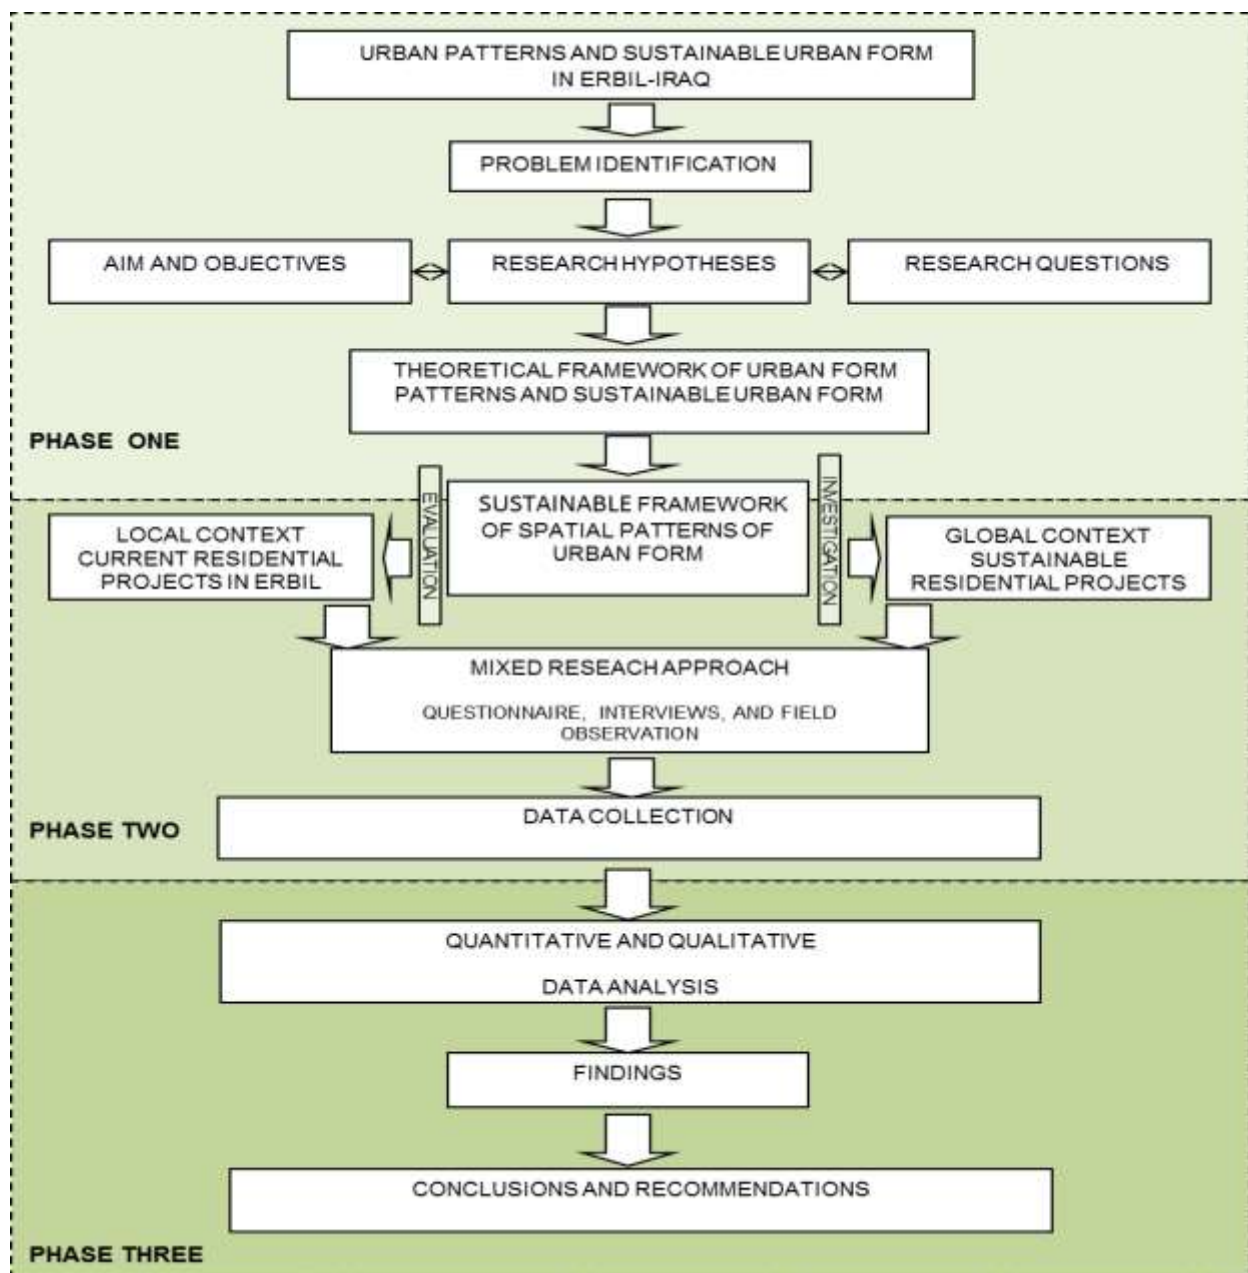 URBAN PATTERNS AND SUSTAINABLE URBAN FORM
IN ERBIL-IRAQ
PROBLEM IDENTIFICATION
AIM AND OBJECTIVES
RESEARCH HYPOTHESES
RESEARCH QUESTIONS
THEORETICAL FRAMEWORK OF URBAN FORM
PATTERNS AND SUSTAINABLE URBAN FORM
PHASE ONE
EVALUATION
SUSTAINABLE FRAMEWORK
OF SPATIAL PATTERNS OF
URBAN FORM
INVESTIGATION
LOCAL CONTEXT
CURRENT RESIDENTIAL
PROJECTS IN ERBIL
GLOBAL CONTEXT
SUSTAINABLE
RESIDENTIAL PROJECTS
MIXED RESEACH APPROACH
QUESTIONNAIRE, INTERVIEWS, AND FIELD
OBSERVATION
DATA COLLECTION
PHASE TWO
QUANTITATIVE AND QUALITATIVE
DATA ANALYSIS
FINDINGS
CONCLUSIONS AND RECOMMENDATIONS
PHASE THREE